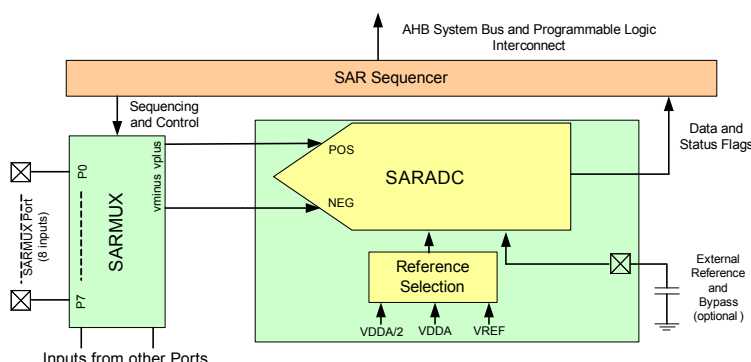 AHB System Bus and Programmable Logic
Interconnect
SAR Sequencer
Sequencing
and Control
Data and
Status Flags
vminus vplus
POS
NEG
SARADC
P0
P7
SARMUX
SARMUX Port
(8 inputs)
Reference
Selection
External
Reference
and
Bypass
(optional)
VDDA/2
VDDA
VREF
Inputs from other Ports